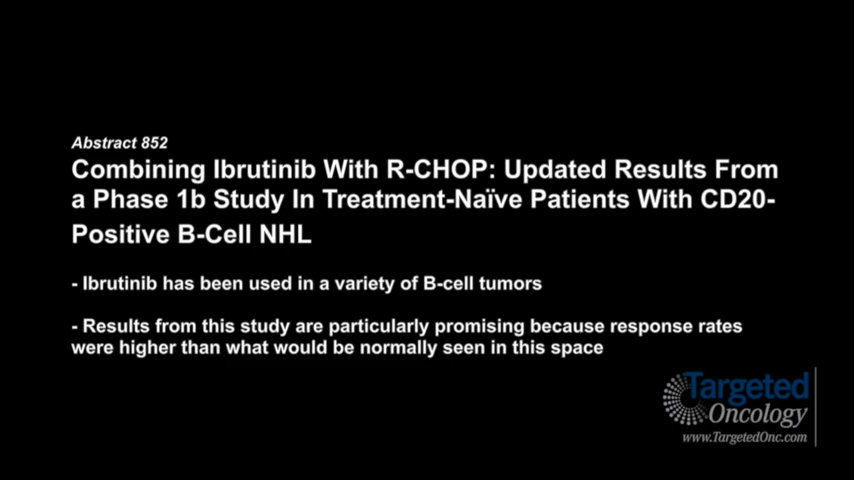 Abstract 852
Combining Ibrutinib With R-CHOP: Updated Results From
a Phase 1b Study In Treatment-Naïve Patients With CD20-
Positive B-Cell NHL
- Ibrutinib has been used in a variety of B-cell tumors
- Results from this study are particularly promising because response rates
were higher than what would be normally seen in this space
Targeted
Oncology
www.TargetedOnc.com